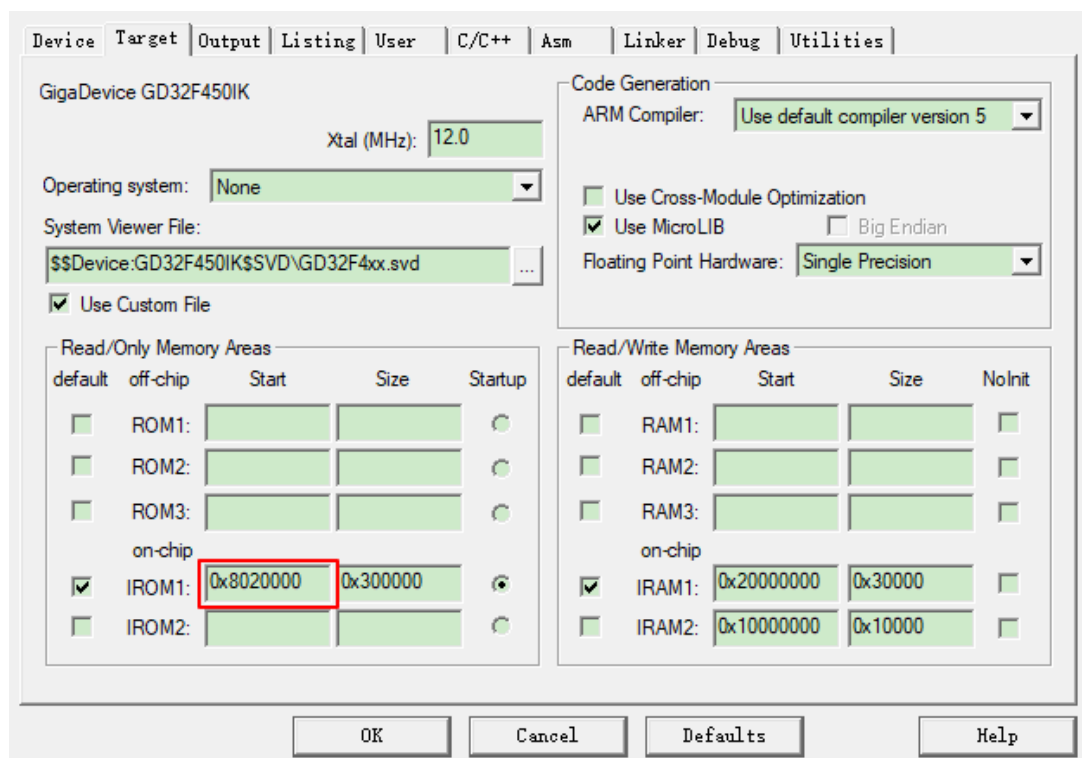 Device Target Output Listing User C/C++ Asm Linker Debug Utilities
GigaDevice GD32F450IK
Xtal (MHz): 12.0
Operating system: None
System Viewer File:
$$Device:GD32F450IK$SVD\GD32F4xx.svd ...
Use Custom File
Code Generation
ARM Compiler: Use default compiler version 5
Use Cross-Module Optimization
Use MicroLIB Big Endian
Floating Point Hardware: Single Precision
Read/Only Memory Areas
default off-chip Start Size Startup
ROM1:
ROM2:
ROM3:
on-chip
IROM1: 0x8020000 0x300000
IROM2:
Read/Write Memory Areas
default off-chip Start Size NoInit
RAM1:
RAM2:
RAM3:
on-chip
IRAM1: 0x20000000 0x30000
IRAM2: 0x10000000 0x10000
OK Cancel Defaults Help